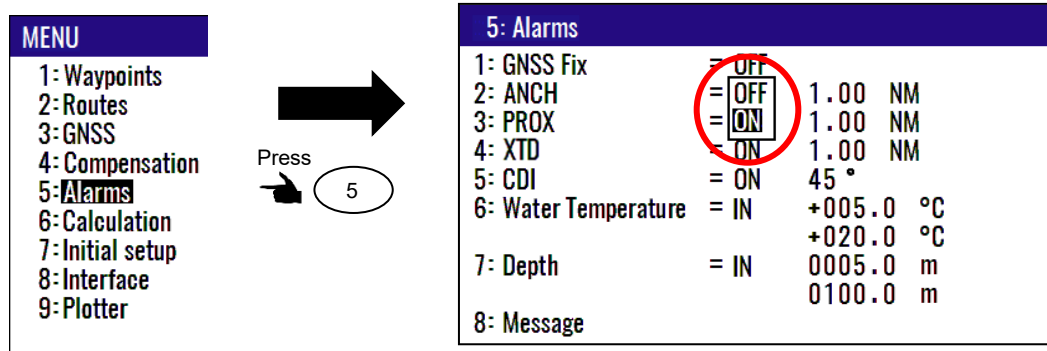 MENU
1: Waypoints
2: Routes
3: GNSS
4: Compensation
5: Alarms
6: Calculation
7: Initial setup
8: Interface
9: Plotter
Press
5
5: Alarms
1: GNSS Fix = OFF
2: ANCH = OFF 1.00 NM
3: PROX = ON 1.00 NM
4: XTD = ON 1.00 NM
5: CDI = ON 45 °
6: Water Temperature = IN +005.0 °C
+020.0 °C
7: Depth = IN 0005.0 m
0100.0 m
8: Message